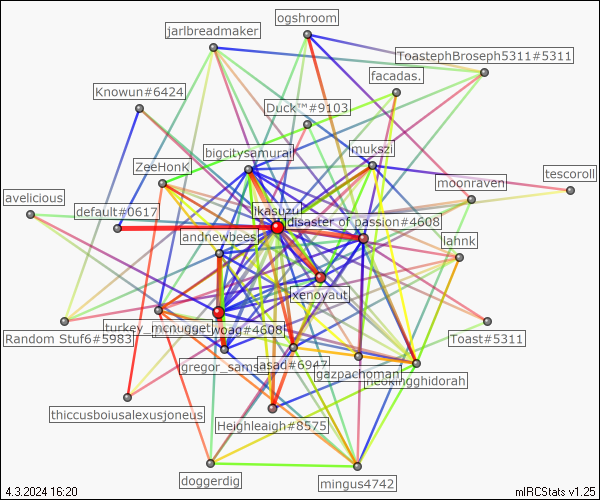 ogshroom
jarlbreadmaker
ToastephBroseph5311#5311
facadas.
Knowun#6424
Duck™#9103
bigcitysamurai
mukszi
ZeeHonK
tescoroll
moonraven
avelicious
lkasuzu
default#0617
disaster of passion#4608
andnewbees
lahnk
xenoyaut
turkey_mcnugget
woag#4608
Random Stuf6#5983
Toast#5311
gregor_samsa
asad#6947
gazpachoman
neokingghidorah
thiccusboiusalexusjoneus
Heighleaigh#8575
doggerdig
mingus4742
4.3.2024 16:20
mIRCStats v1.25